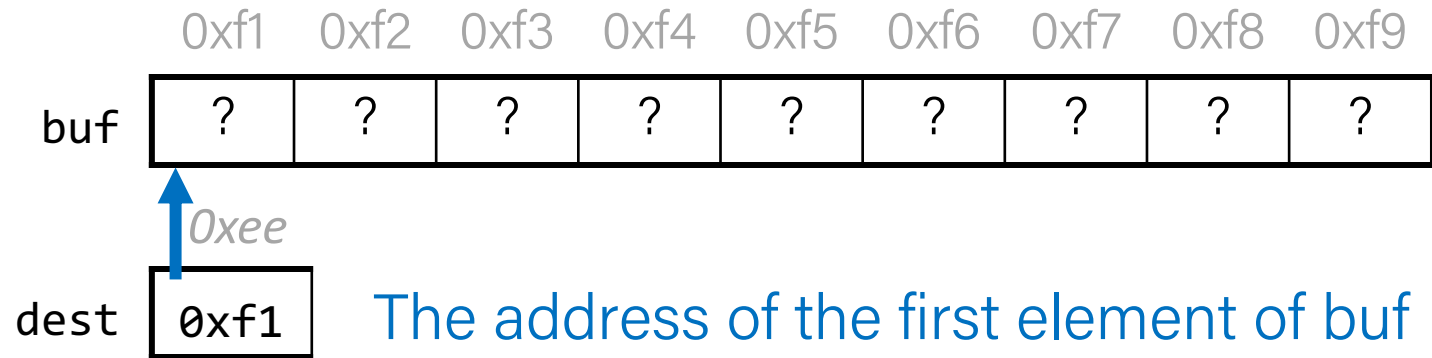 0xf1 0xf2 0xf3 0xf4 0xf5 0xf6 0xf7 0xf8 0xf9
buf ? ? ? ? ? ? ? ? ?
0xee
dest 0xf1 The address of the first element of buf